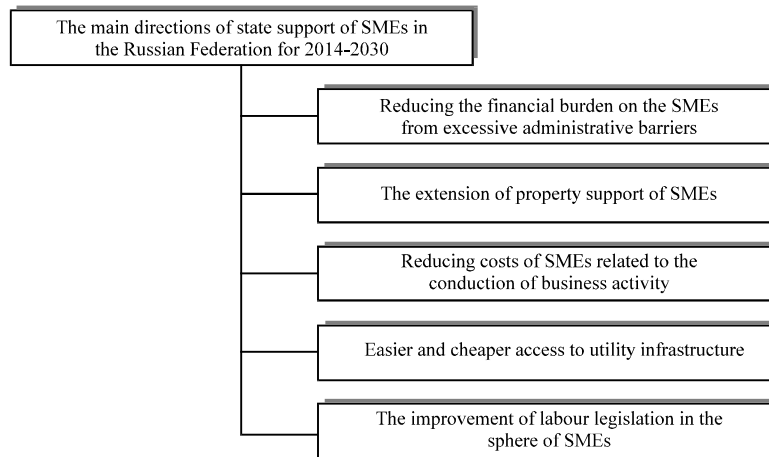 The main directions of state support of SMEs in
the Russian Federation for 2014-2030
Reducing the financial burden on the SMEs
from excessive administrative barriers
The extension of property support of SMEs
Reducing costs of SMEs related to the
conduction of business activity
Easier and cheaper access to utility infrastructure
The improvement of labour legislation in the
sphere of SMEs